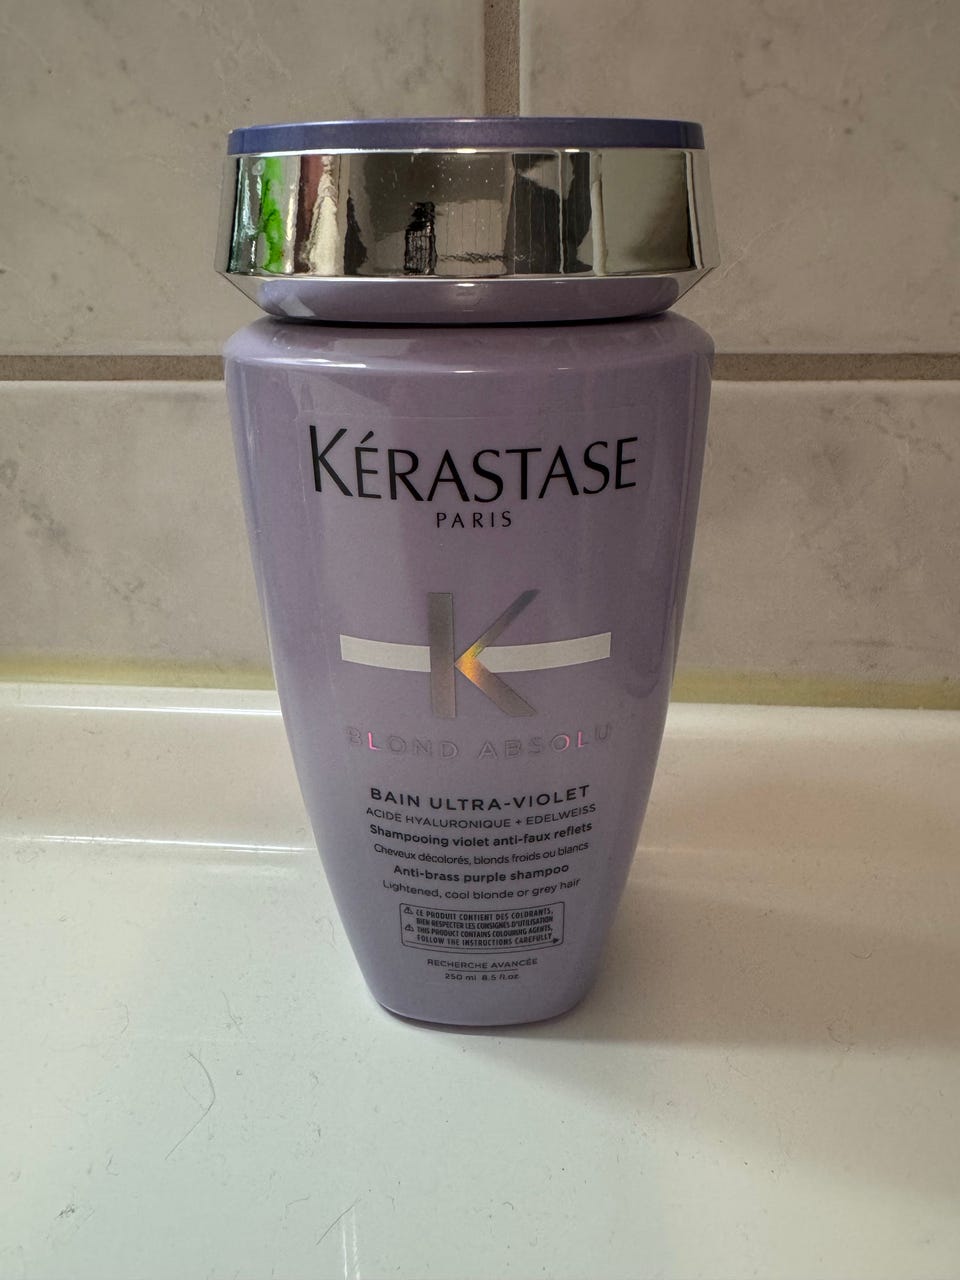 KÉRASTASE
PARIS
K
BLOND ABSOLU
BAIN ULTRA-VIOLET
ACIDE HYALURONIQUE + EDELWEISS
Shampooing violet anti-faux reflets
Cheveux décolorés, blonds froids ou blancs
Anti-brass purple shampoo
Lightened, cool blonde or grey hair
CE PRODUIT CONTIENT DES COLORANTS,
BIEN RESPECTER LES CONSIGNES D'UTILISATION
THIS PRODUCT CONTAINS COLOURING AGENTS,
FOLLOW THE INSTRUCTIONS CAREFULLY
RECHERCHE AVANCÉE
250 ml 8.5 fl.oz.